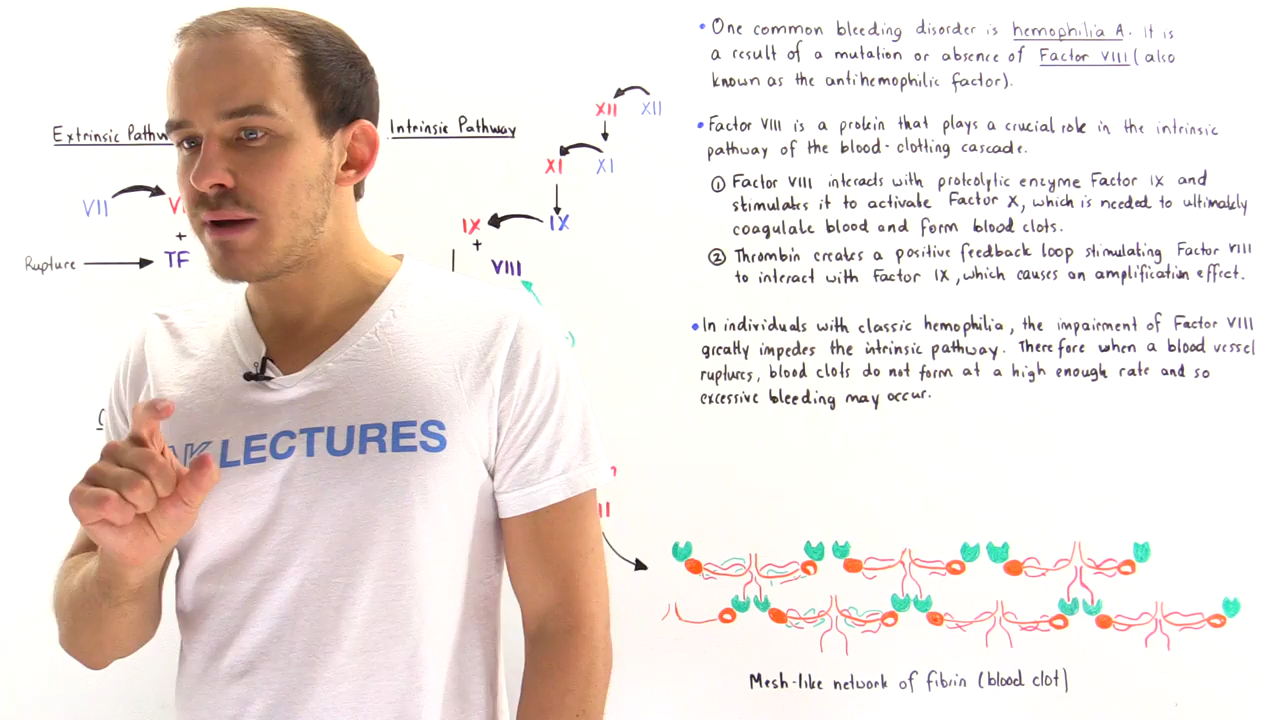 • One common bleeding disorder is hemophilia A. It is
a result of a mutation or absence of Factor VIII (also
known as the antihemophilic factor).
• Factor VIII is a protein that plays a crucial role in the intrinsic
pathway of the blood-clotting cascade.
① Factor VIII interacts with proteolytic enzyme Factor IX and
stimulates it to activate Factor X, which is needed to ultimately
coagulate blood and form blood clots.
② Thrombin creates a positive feedback loop stimulating Factor VIII
to interact with Factor IX, which causes an amplification effect.
• In individuals with classic hemophilia, the impairment of Factor VIII
greatly impedes the intrinsic pathway. Therefore when a blood vessel
ruptures, blood clots do not form at a high enough rate and so
excessive bleeding may occur.
Extrinsic Pathw
Intrinsic Pathway
XII XII
XI XI
IX IX
+
VIII
VII V
+
Rupture TF
LECTURES
Mesh-like network of fibrin (blood clot)